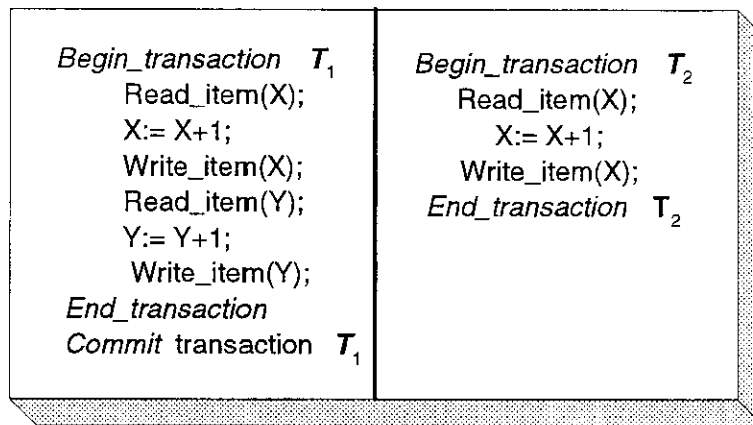 Begin_transaction T1
Read_item(X);
X:= X+1;
Write_item(X);
Read_item(Y);
Y:= Y+1;
Write_item(Y);
End_transaction
Commit transaction T1
Begin_transaction T2
Read_item(X);
X:= X+1;
Write_item(X);
End_transaction T2